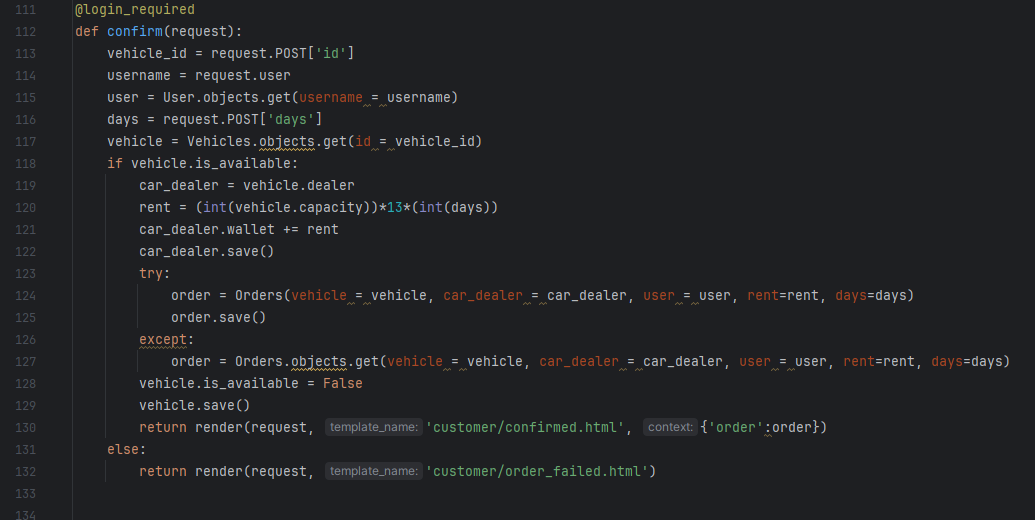 111 @login_required
112 def confirm(request):
113 vehicle_id = request.POST['id']
114 username = request.user
115 user = User.objects.get(username = username)
116 days = request.POST['days']
117 vehicle = Vehicles.objects.get(id = vehicle_id)
118 if vehicle.is_available:
119 car_dealer = vehicle.dealer
120 rent = (int(vehicle.capacity))*13*(int(days))
121 car_dealer.wallet += rent
122 car_dealer.save()
123 try:
124 order = Orders(vehicle = vehicle, car_dealer = car_dealer, user = user, rent=rent, days=days)
125 order.save()
126 except:
127 order = Orders.objects.get(vehicle = vehicle, car_dealer = car_dealer, user = user, rent=rent, days=days)
128 vehicle.is_available = False
129 vehicle.save()
130 return render(request, template_name: 'customer/confirmed.html', context: {'order':order})
131 else:
132 return render(request, template_name: 'customer/order_failed.html')
133
134